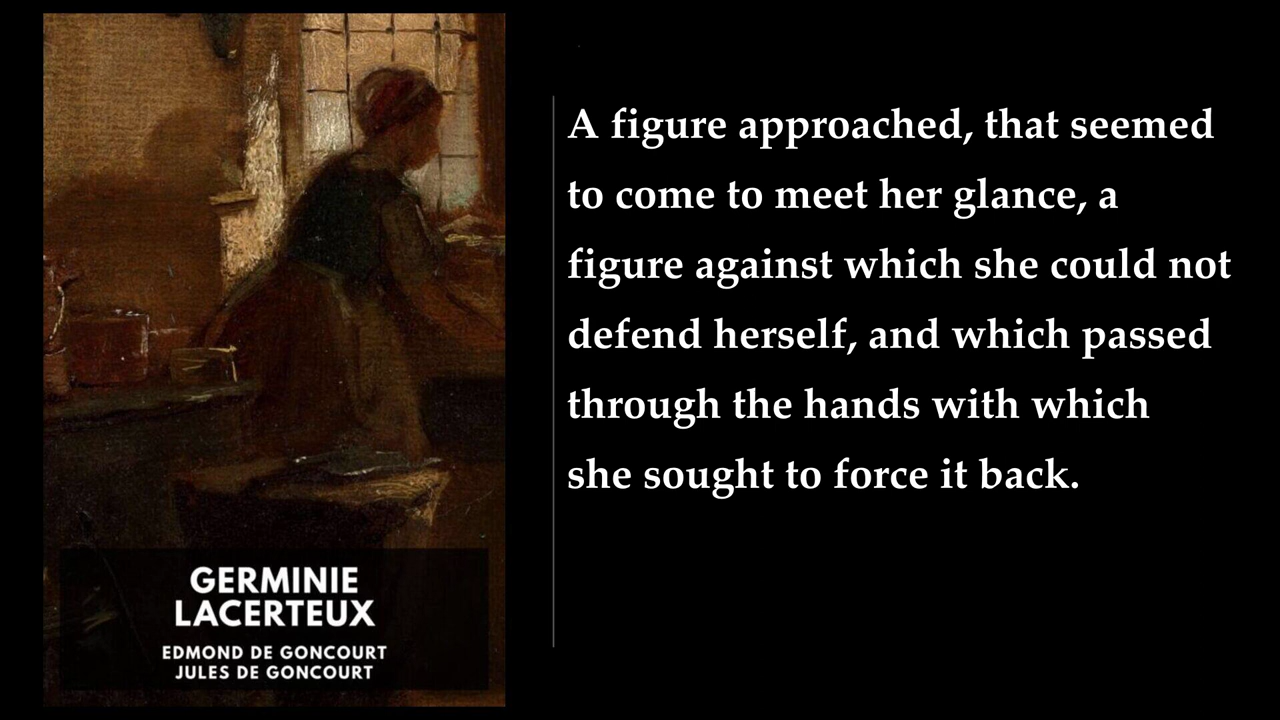 A figure approached, that seemed
to come to meet her glance, a
figure against which she could not
defend herself, and which passed
through the hands with which
she sought to force it back.
GERMINIE
LACERTEUX
EDMOND DE GONCOURT
JULES DE GONCOURT